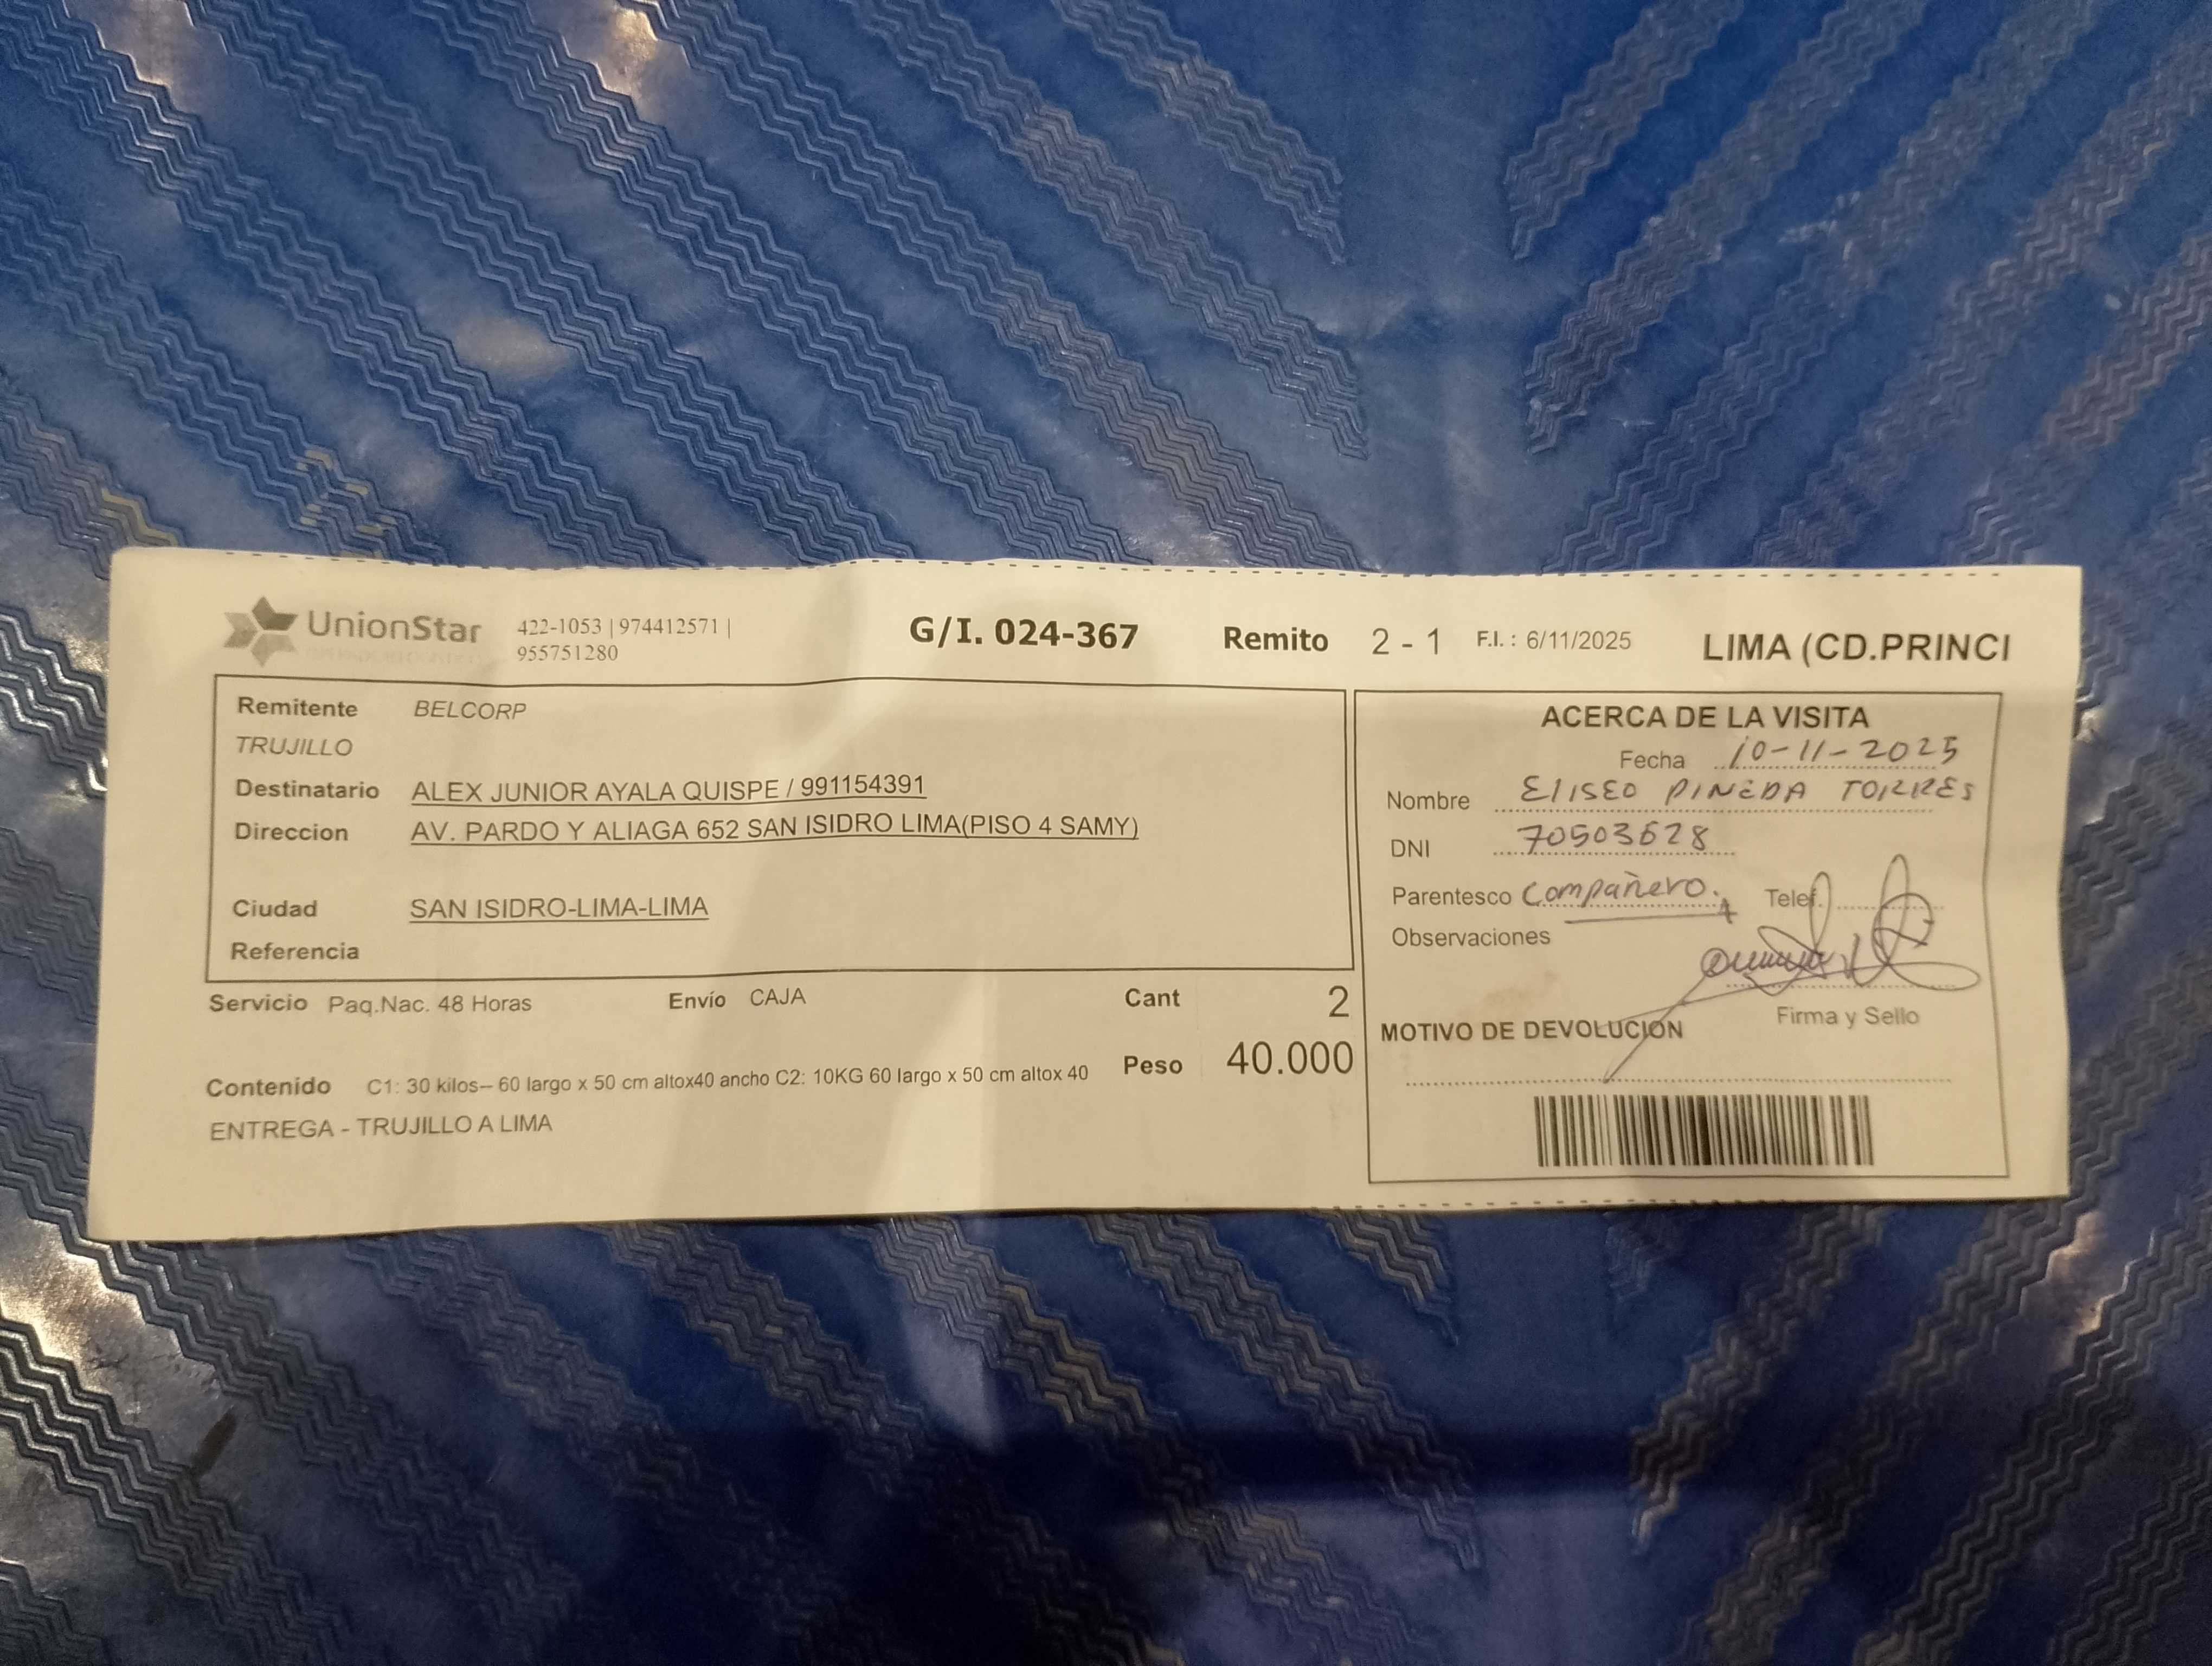 UnionStar 422-1053 | 974412571 |
955751280
G/I. 024-367 Remito 2 - 1 F.I. : 6/11/2025 LIMA (CD.PRINCI
Remitente BELCORP
TRUJILLO
Destinatario ALEX JUNIOR AYALA QUISPE / 991154391
Direccion AV. PARDO Y ALIAGA 652 SAN ISIDRO LIMA(PISO 4 SAMY)
Ciudad SAN ISIDRO-LIMA-LIMA
Referencia
Servicio Paq.Nac. 48 Horas Envío CAJA Cant 2
Peso 40.000
Contenido C1: 30 kilos-- 60 largo x 50 cm altox40 ancho C2: 10KG 60 largo x 50 cm altox 40
ENTREGA - TRUJILLO A LIMA
ACERCA DE LA VISITA
Fecha 10-11-2025
Nombre ELISEO PINEDA TORRES
DNI 70503628
Parentesco Compañero. Telef.
Observaciones
Firma y Sello
MOTIVO DE DEVOLUCION